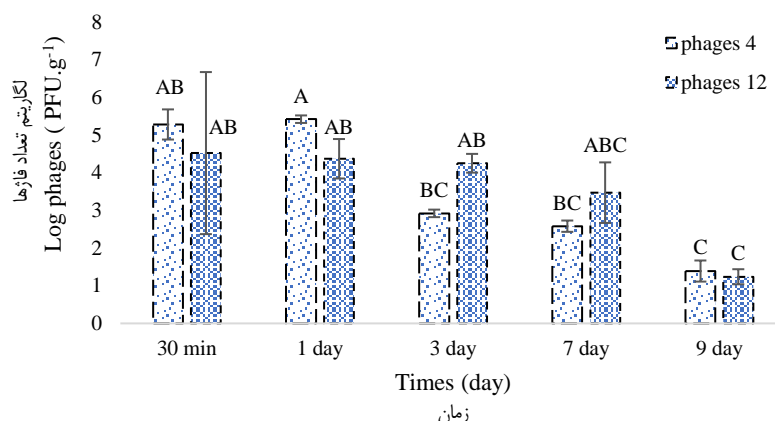 8
7
6
5
4
3
2
1
0
لگاریتم تعداد فاژها
Log phages ( PFU.g⁻¹)
phages 4
phages 12
AB
AB
A
AB
BC
AB
BC
ABC
C
C
30 min
1 day
3 day
7 day
9 day
Times (day)
زمان